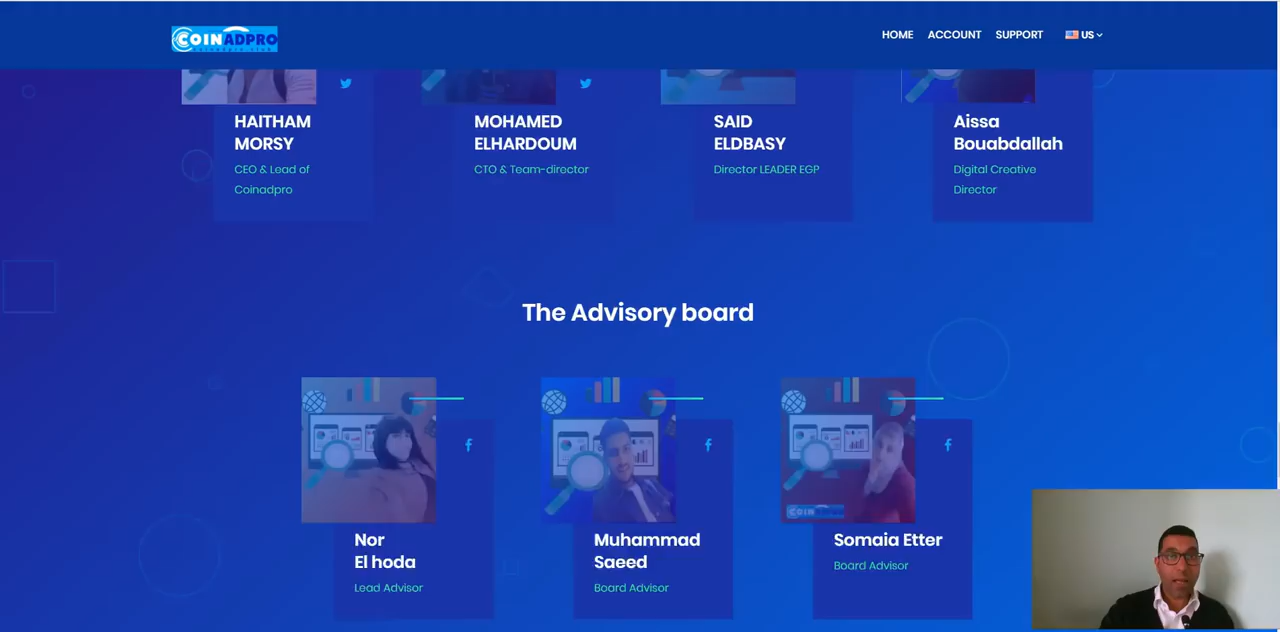 COINADPRO
HOME ACCOUNT SUPPORT US
HAITHAM
MORSY
CEO & Lead of
Coinadpro
MOHAMED
ELHARDOUM
CTO & Team-director
SAID
ELDBASY
Director LEADER EGP
Aissa
Bouabdallah
Digital Creative
Director
The Advisory board
Nor
El hoda
Lead Advisor
Muhammad
Saeed
Board Advisor
COINADPRO
Somaia Etter
Board Advisor